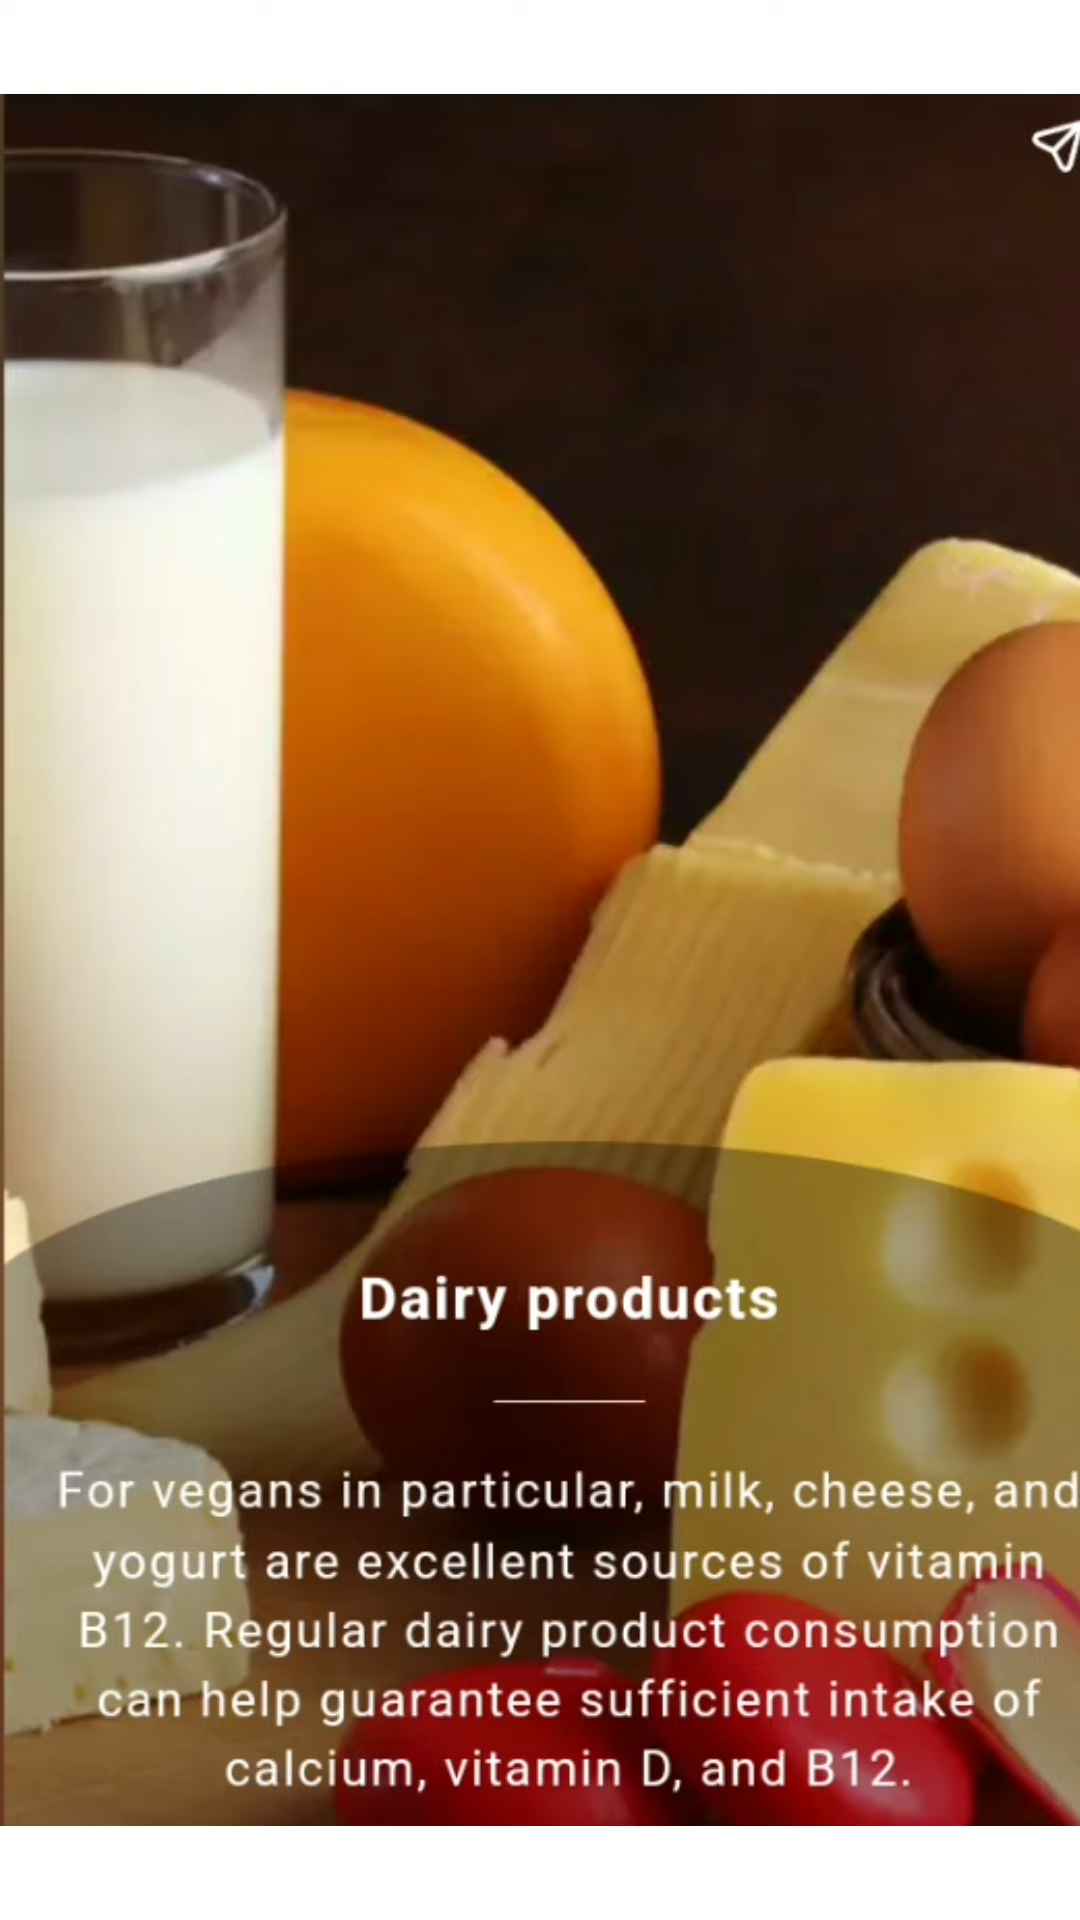 Dairy products
For vegans in particular, milk, cheese, and
yogurt are excellent sources of vitamin
B12. Regular dairy product consumption
can help guarantee sufficient intake of
calcium, vitamin D, and B12.